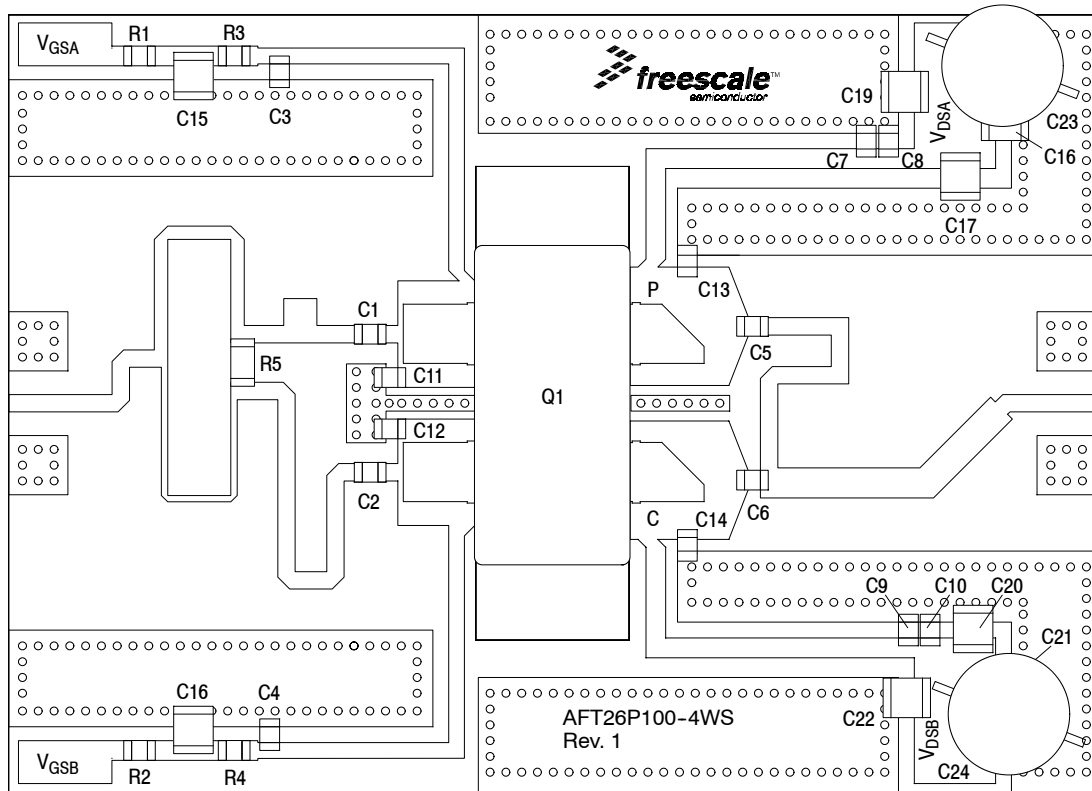 VGSA
R1
R3
C15
C3
freescale™
semiconductor
C19
VDSA
C23
C16
C7
C8
C17
C13
P
C1
C5
R5
C11
Q1
C12
C2
C6
C
C14
C9
C10
C20
C21
C16
C4
VGSB
R2
R4
AFT26P100-4WS
Rev. 1
C22
VDSB
C24